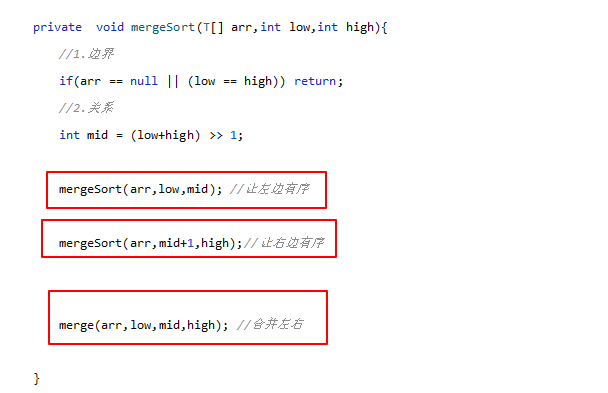 private  void mergeSort(T[] arr,int low,int high){
//1.边界
if(arr == null || (low == high)) return;
//2.关系
int mid = (low+high) >> 1;
mergeSort(arr,low,mid); //让左边有序
mergeSort(arr,mid+1,high);//让右边有序
merge(arr,low,mid,high); //合并左右
}